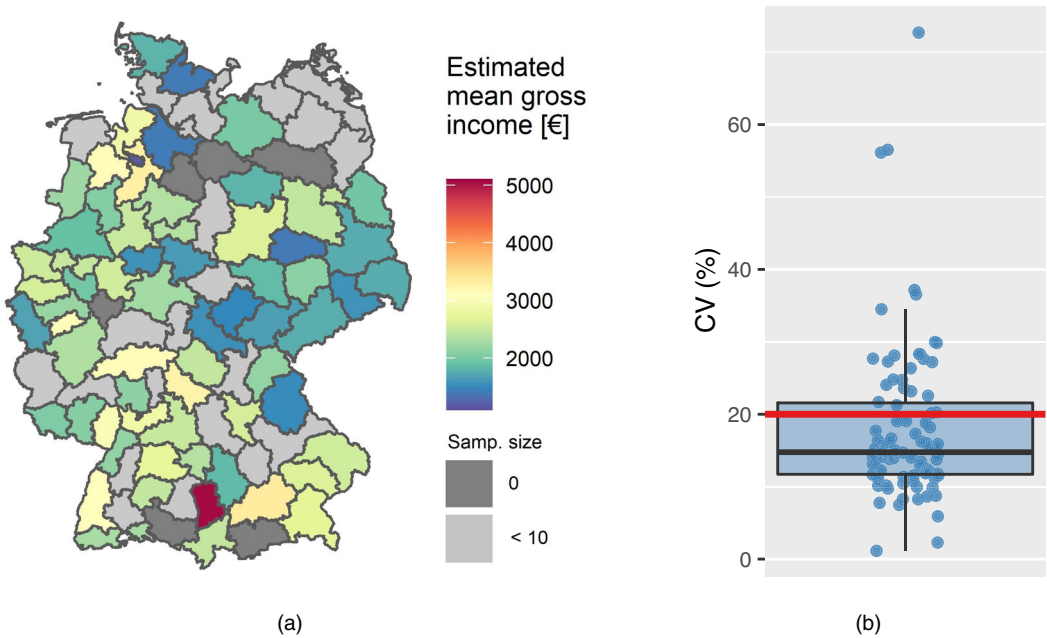 Estimated
mean gross
income [€]
5000
4000
3000
2000
Samp. size
0
< 10
(a)
CV (%)
60
40
20
0
(b)